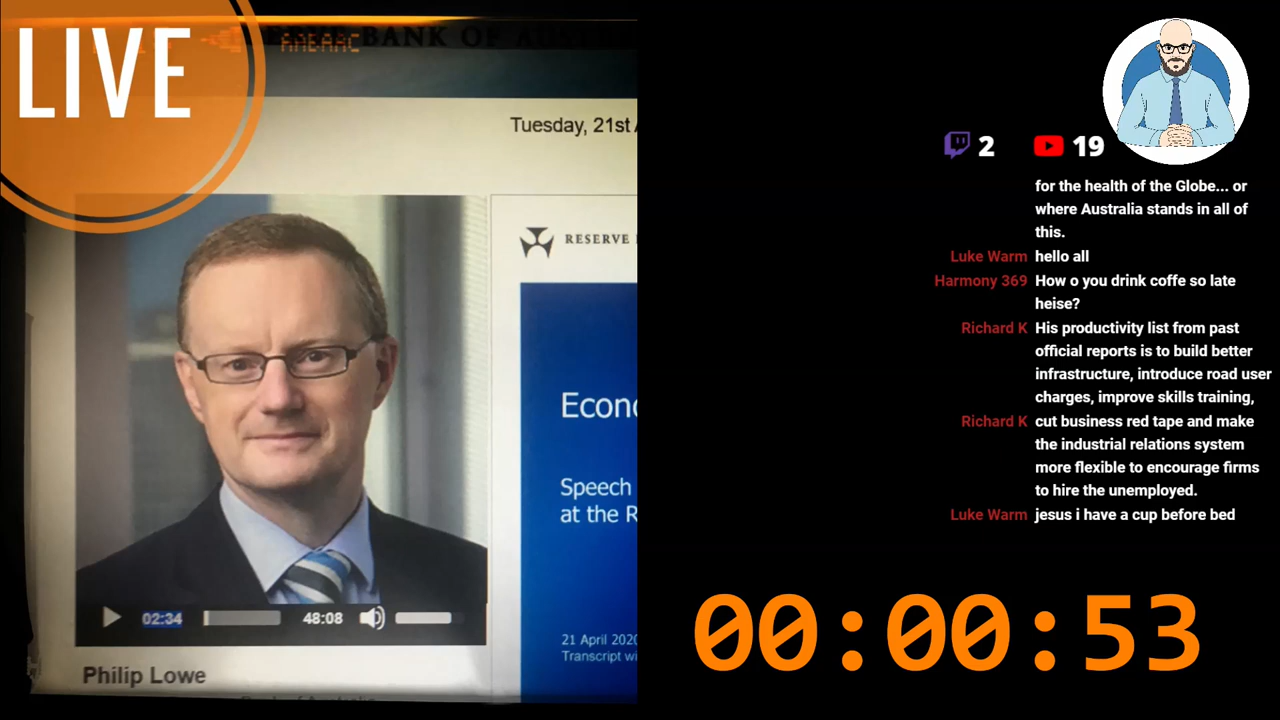 LIVE
BANK OF
Tuesday, 21st
RESERVE
Econo
Speech
at the R
02:34
48:08
21 April 2020
Transcript wi
Philip Lowe
2
19
for the health of the Globe... or
where Australia stands in all of
this.
Luke Warm hello all
Harmony 369 How o you drink coffe so late
heise?
Richard K His productivity list from past
official reports is to build better
infrastructure, introduce road user
charges, improve skills training,
Richard K cut business red tape and make
the industrial relations system
more flexible to encourage firms
to hire the unemployed.
Luke Warm jesus i have a cup before bed
00:00:53